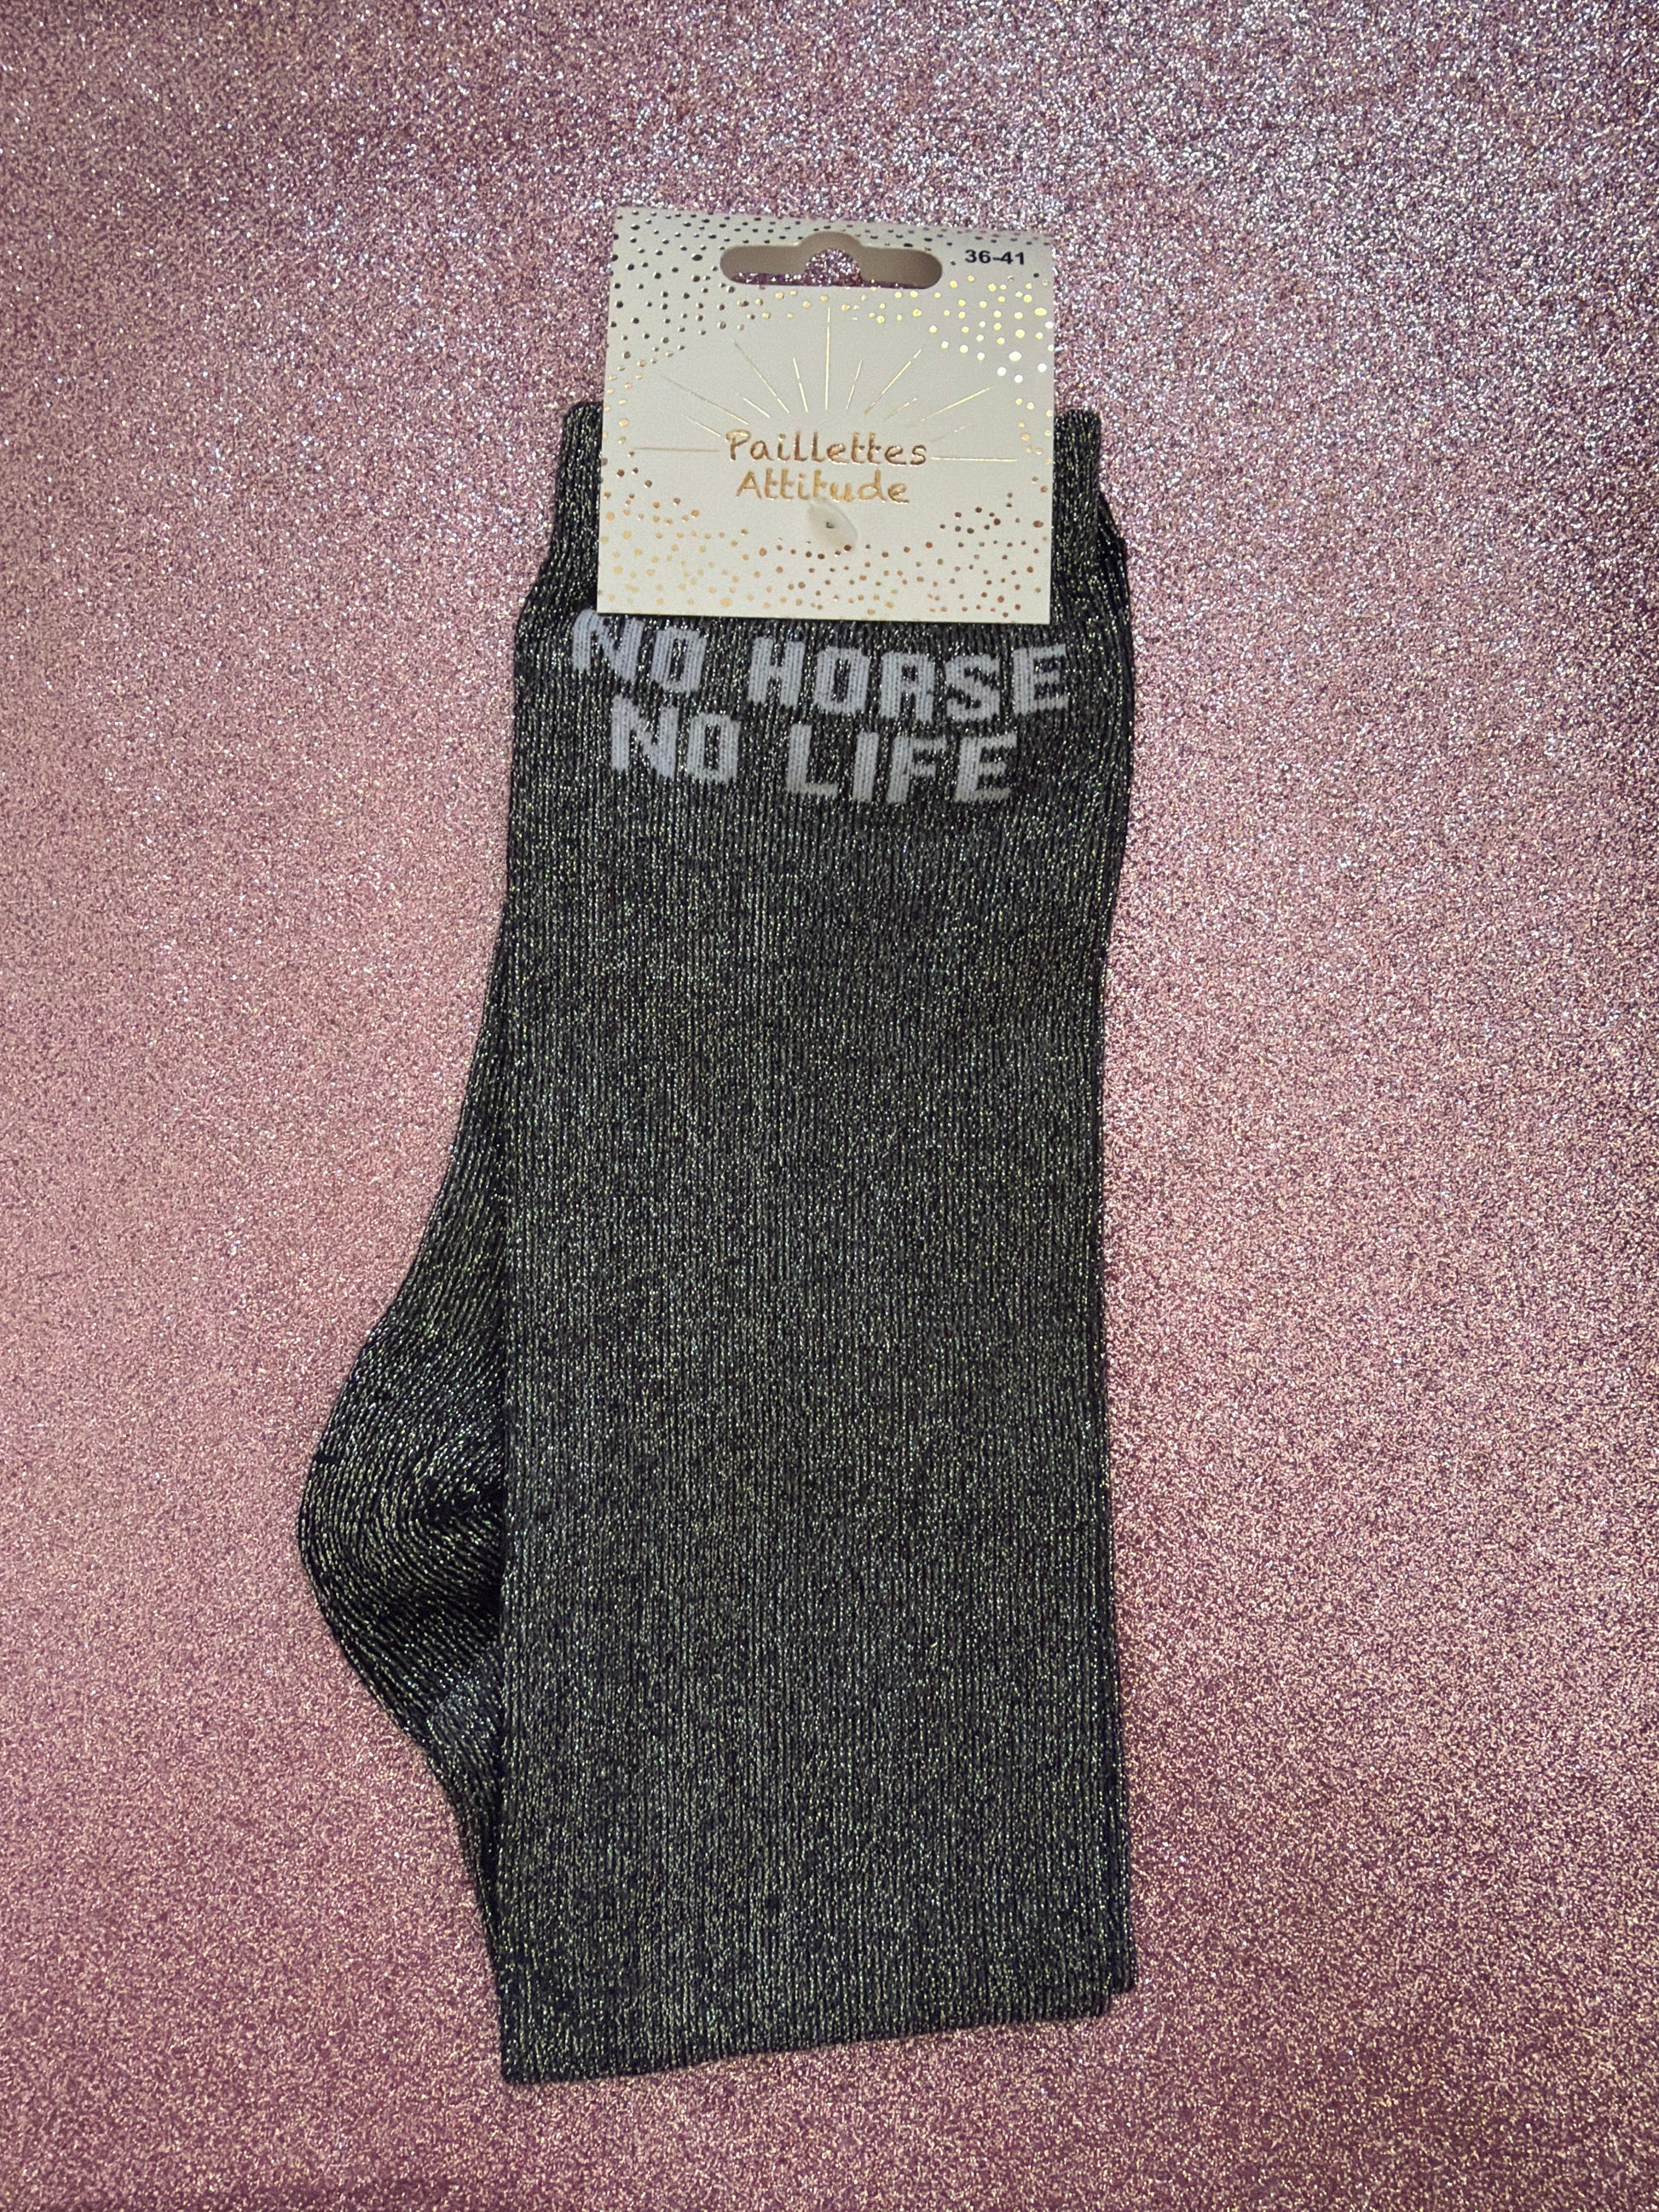 36-41
Paillettes
Attitude
NO HORSE
NO LIFE